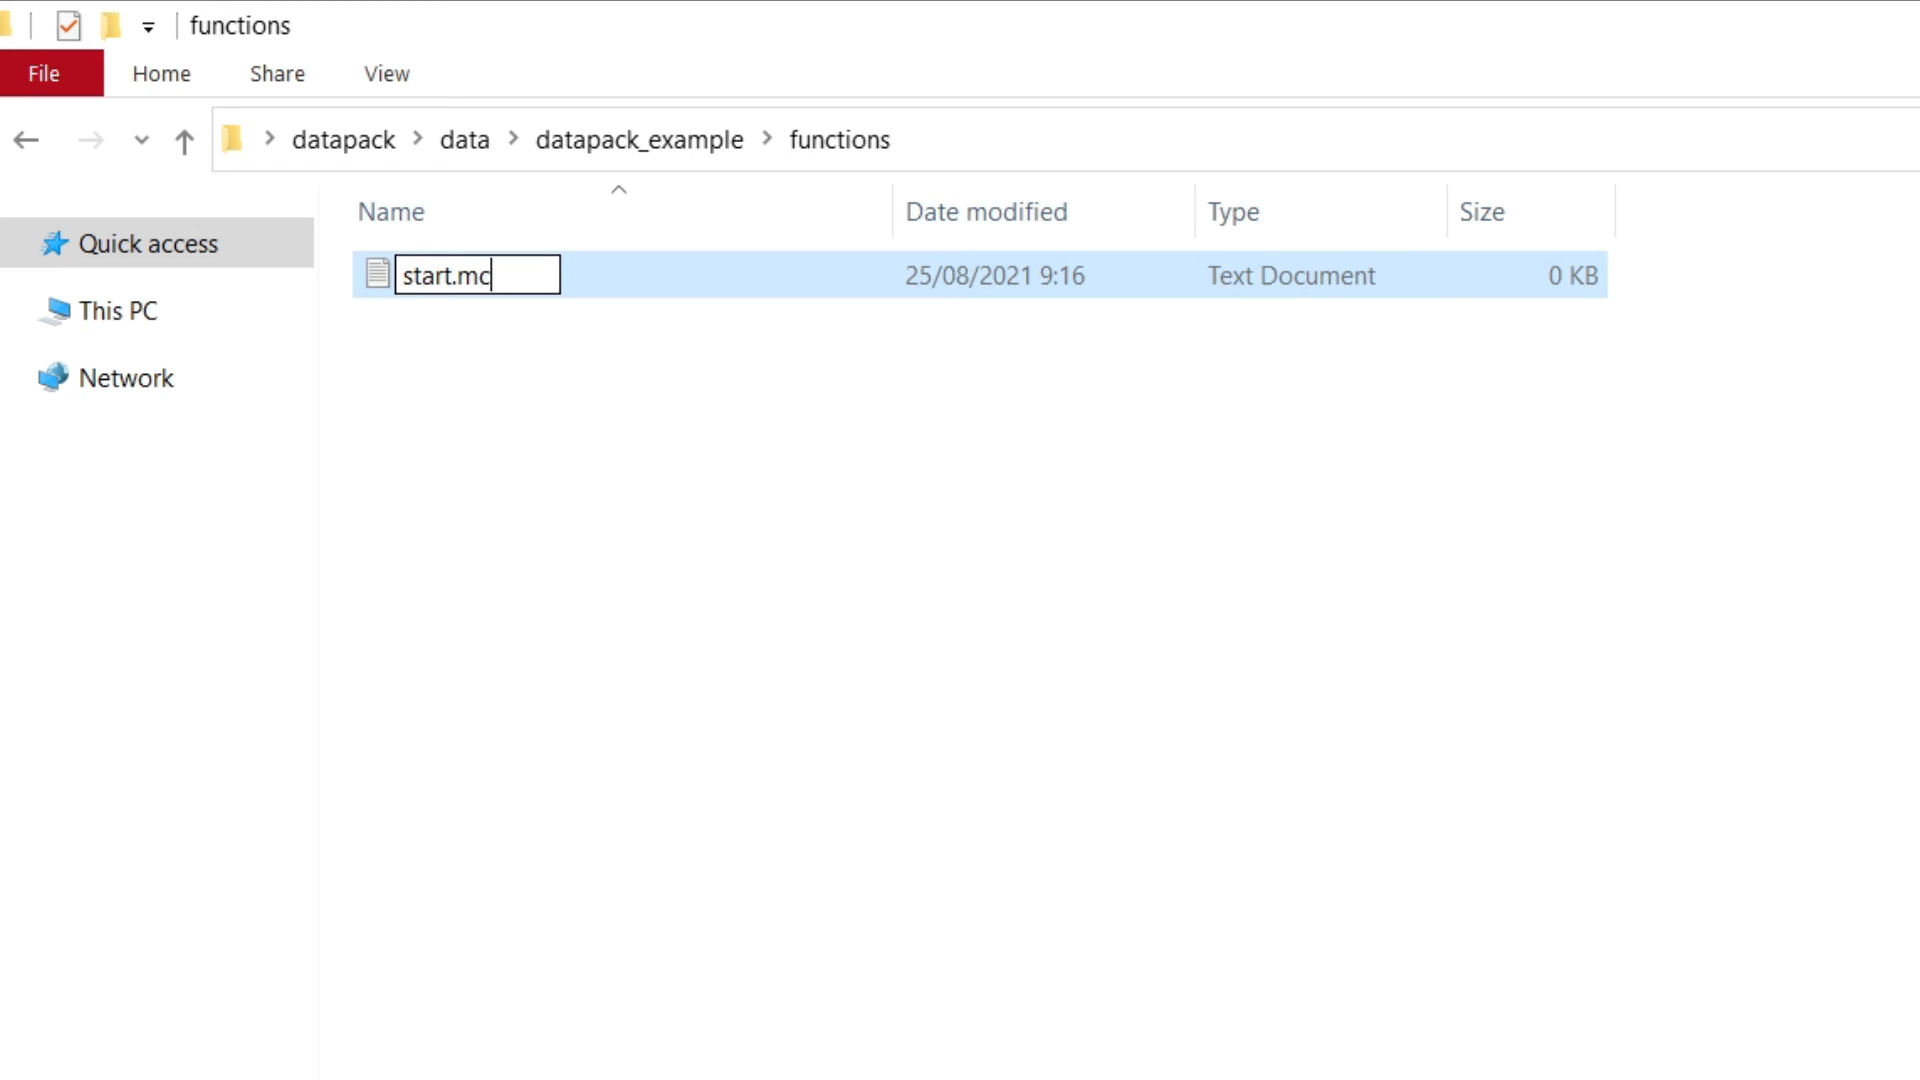 functions
File Home Share View
datapack data datapack_example functions
Name Date modified Type Size
Quick access
start.mc 25/08/2021 9:16 Text Document 0 KB
This PC
Network